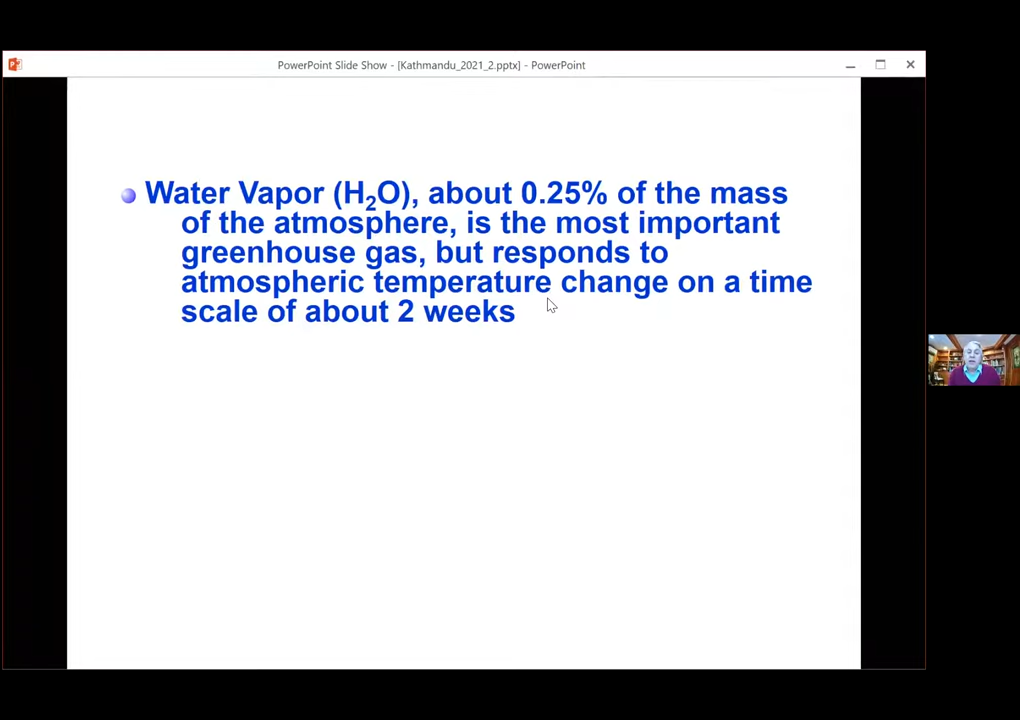 PowerPoint Slide Show - [Kathmandu_2021_2.pptx] - PowerPoint
Water Vapor (H₂O), about 0.25% of the mass
of the atmosphere, is the most important
greenhouse gas, but responds to
atmospheric temperature change on a time
scale of about 2 weeks